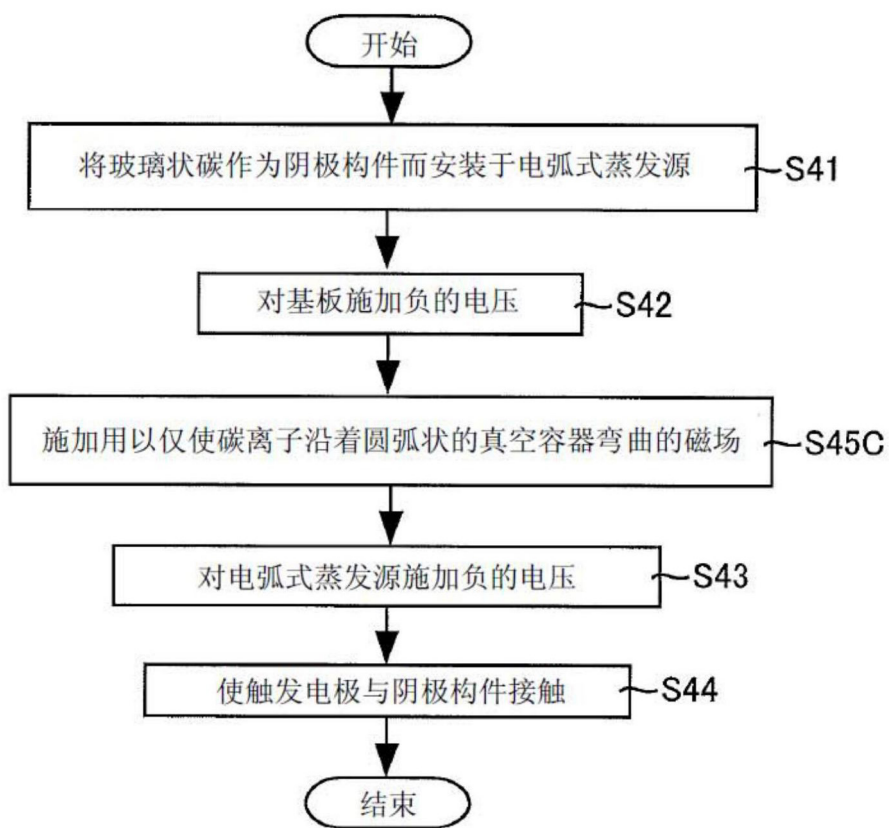 开始
将玻璃状碳作为阴极构件而安装于电弧式蒸发源
S41
对基板施加负的电压
S42
施加用以仅使碳离子沿着圆弧状的真空容器弯曲的磁场
S45C
对电弧式蒸发源施加负的电压
S43
使触发电极与阴极构件接触
S44
结束